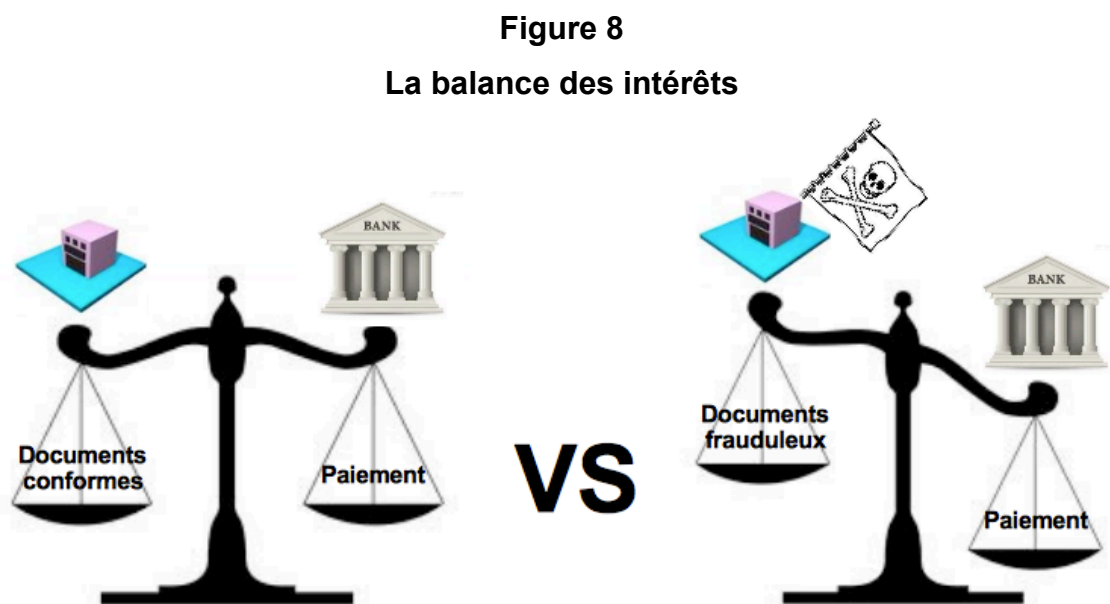 Figure 8
La balance des intérêts
BANK
BANK
Documents
conformes
Paiement
VS
Documents
frauduleux
Paiement